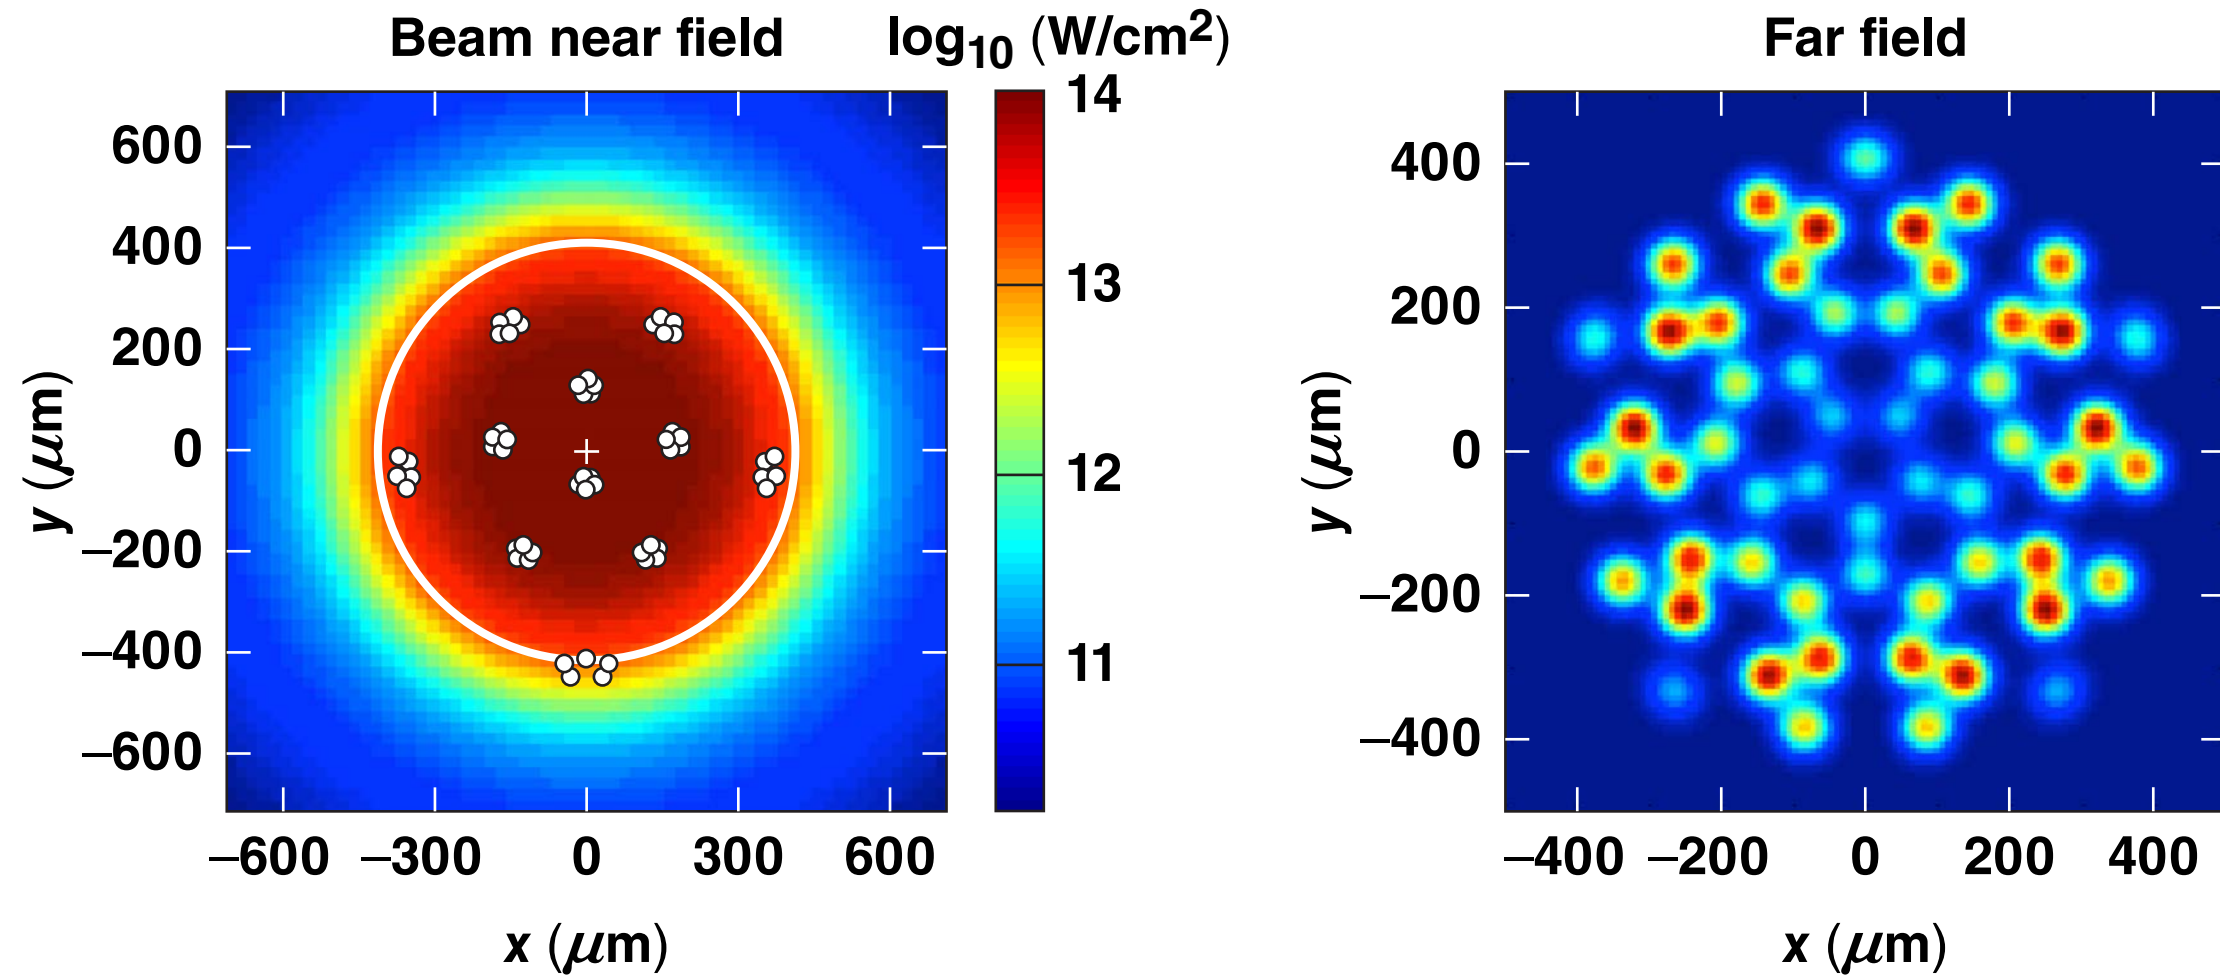 Beam near field
log10 (W/cm2)
Far field
14
13
12
11
600
400
200
0
–200
–400
–600
y (μm)
–600 –300 0 300 600
x (μm)
400
200
0
–200
–400
y (μm)
–400 –200 0 200 400
x (μm)